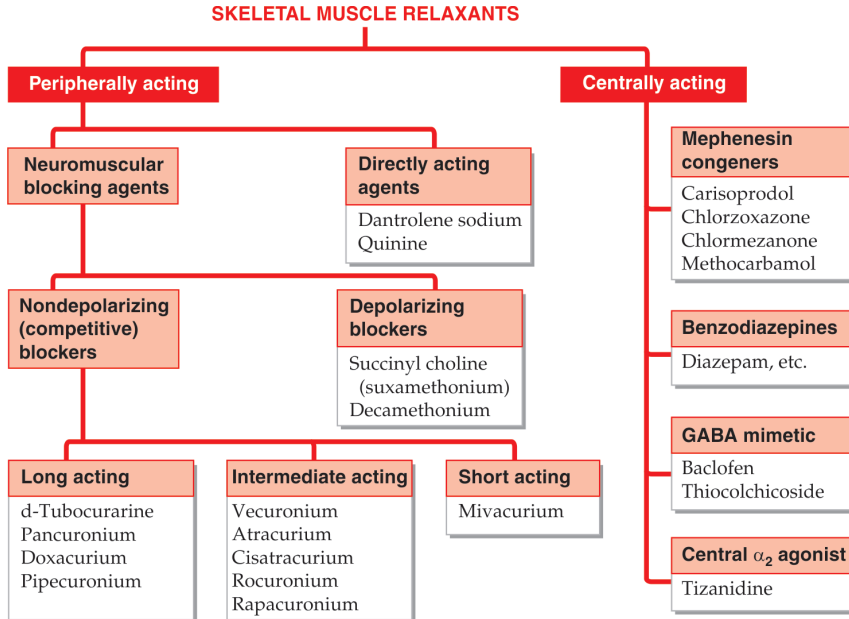 SKELETAL MUSCLE RELAXANTS
Peripherally acting
Centrally acting
Neuromuscular
blocking agents
Directly acting
agents
Dantrolene sodium
Quinine
Nondepolarizing
(competitive)
blockers
Depolarizing
blockers
Succinyl choline
(suxamethonium)
Decamethonium
Long acting
d-Tubocurarine
Pancuronium
Doxacurium
Pipecuronium
Intermediate acting
Vecuronium
Atracurium
Cisatracurium
Rocuronium
Rapacuronium
Short acting
Mivacurium
Mephenesin
congeners
Carisoprodol
Chlorzoxazone
Chlormezanone
Methocarbamol
Benzodiazepines
Diazepam, etc.
GABA mimetic
Baclofen
Thiocolchicoside
Central α₂ agonist
Tizanidine